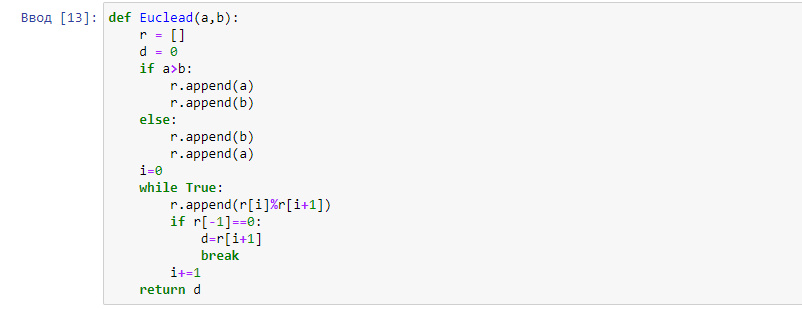 Ввод [13]: def Euclead(a,b):
    r = []
    d = 0
    if a>b:
        r.append(a)
        r.append(b)
    else:
        r.append(b)
        r.append(a)
    i=0
    while True:
        r.append(r[i]%r[i+1])
        if r[-1]==0:
            d=r[i+1]
            break
        i+=1
    return d